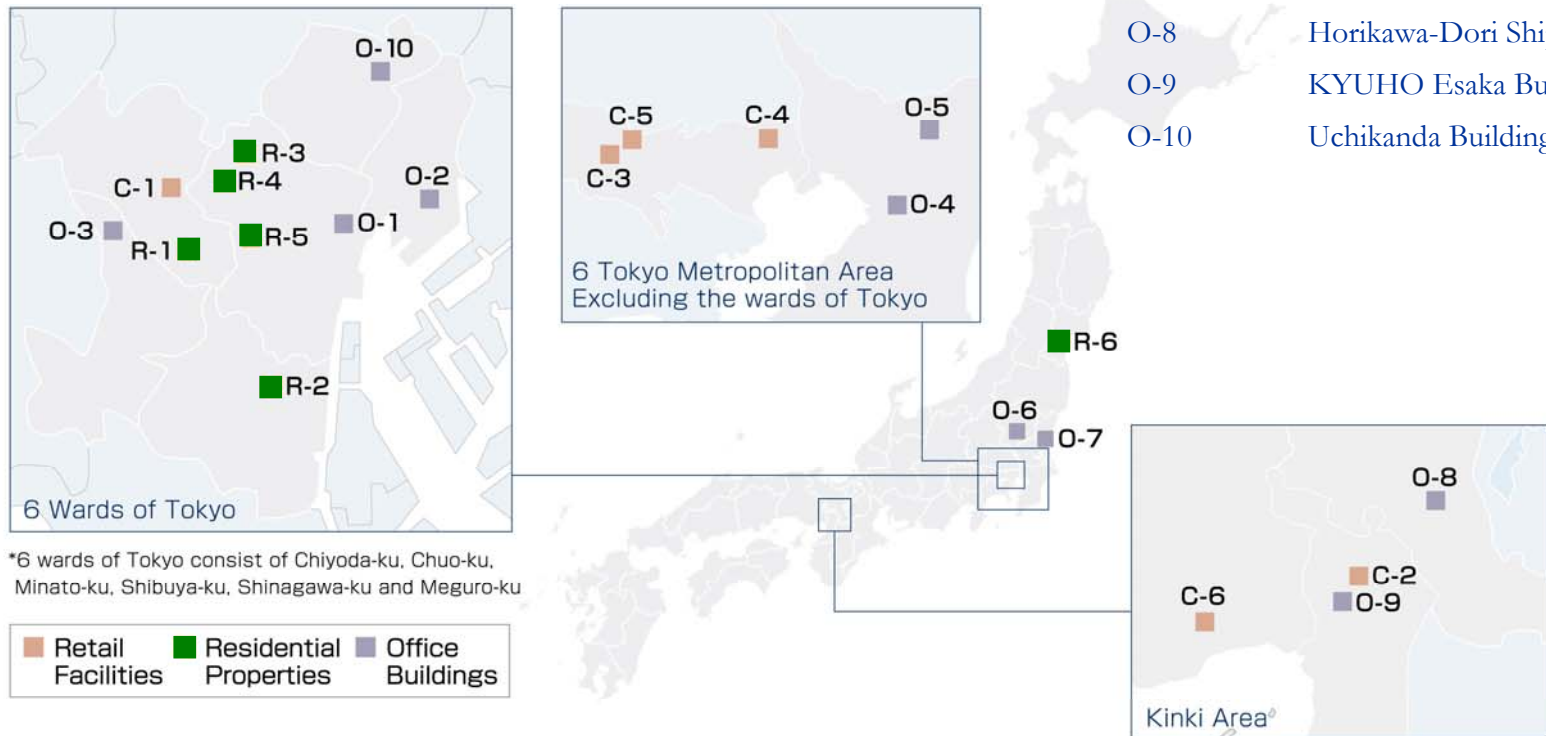 O-10
R-3
C-1
R-4
O-2
O-3
O-1
R-1
R-5
R-2
6 Wards of Tokyo
*6 wards of Tokyo consist of Chiyoda-ku, Chuo-ku,
Minato-ku, Shibuya-ku, Shinagawa-ku and Meguro-ku
Retail Facilities
Residential Properties
Office Buildings
C-5
C-4
O-5
C-3
O-4
6 Tokyo Metropolitan Area
Excluding the wards of Tokyo
O-8 Horikawa-Dori
O-9 KYUHO Esaka
O-10 Uchikanda Building
R-6
O-6
O-7
O-8
C-2
C-6
O-9
Kinki Area